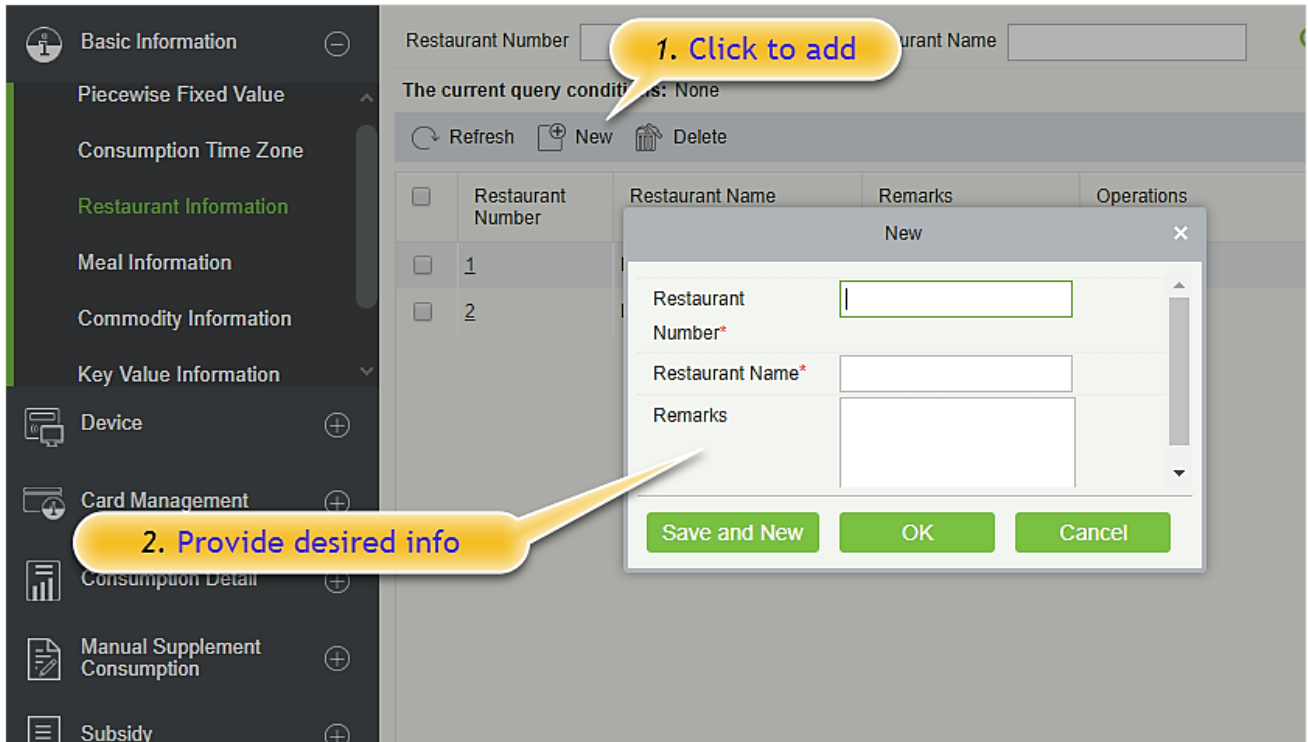 Basic Information
Piecewise Fixed Value
Consumption Time Zone
Restaurant Information
Meal Information
Commodity Information
Key Value Information
Device
Card Management
2. Provide desired info
Consumption Detail
Manual Supplement
Consumption
Subsidy
Restaurant Number
1. Click to add
urant Name
The current query conditi s: None
Refresh New Delete
Restaurant
Number
Restaurant Name
Remarks
Operations
1
2
New
Restaurant
Number*
Restaurant Name*
Remarks
Save and New OK Cancel